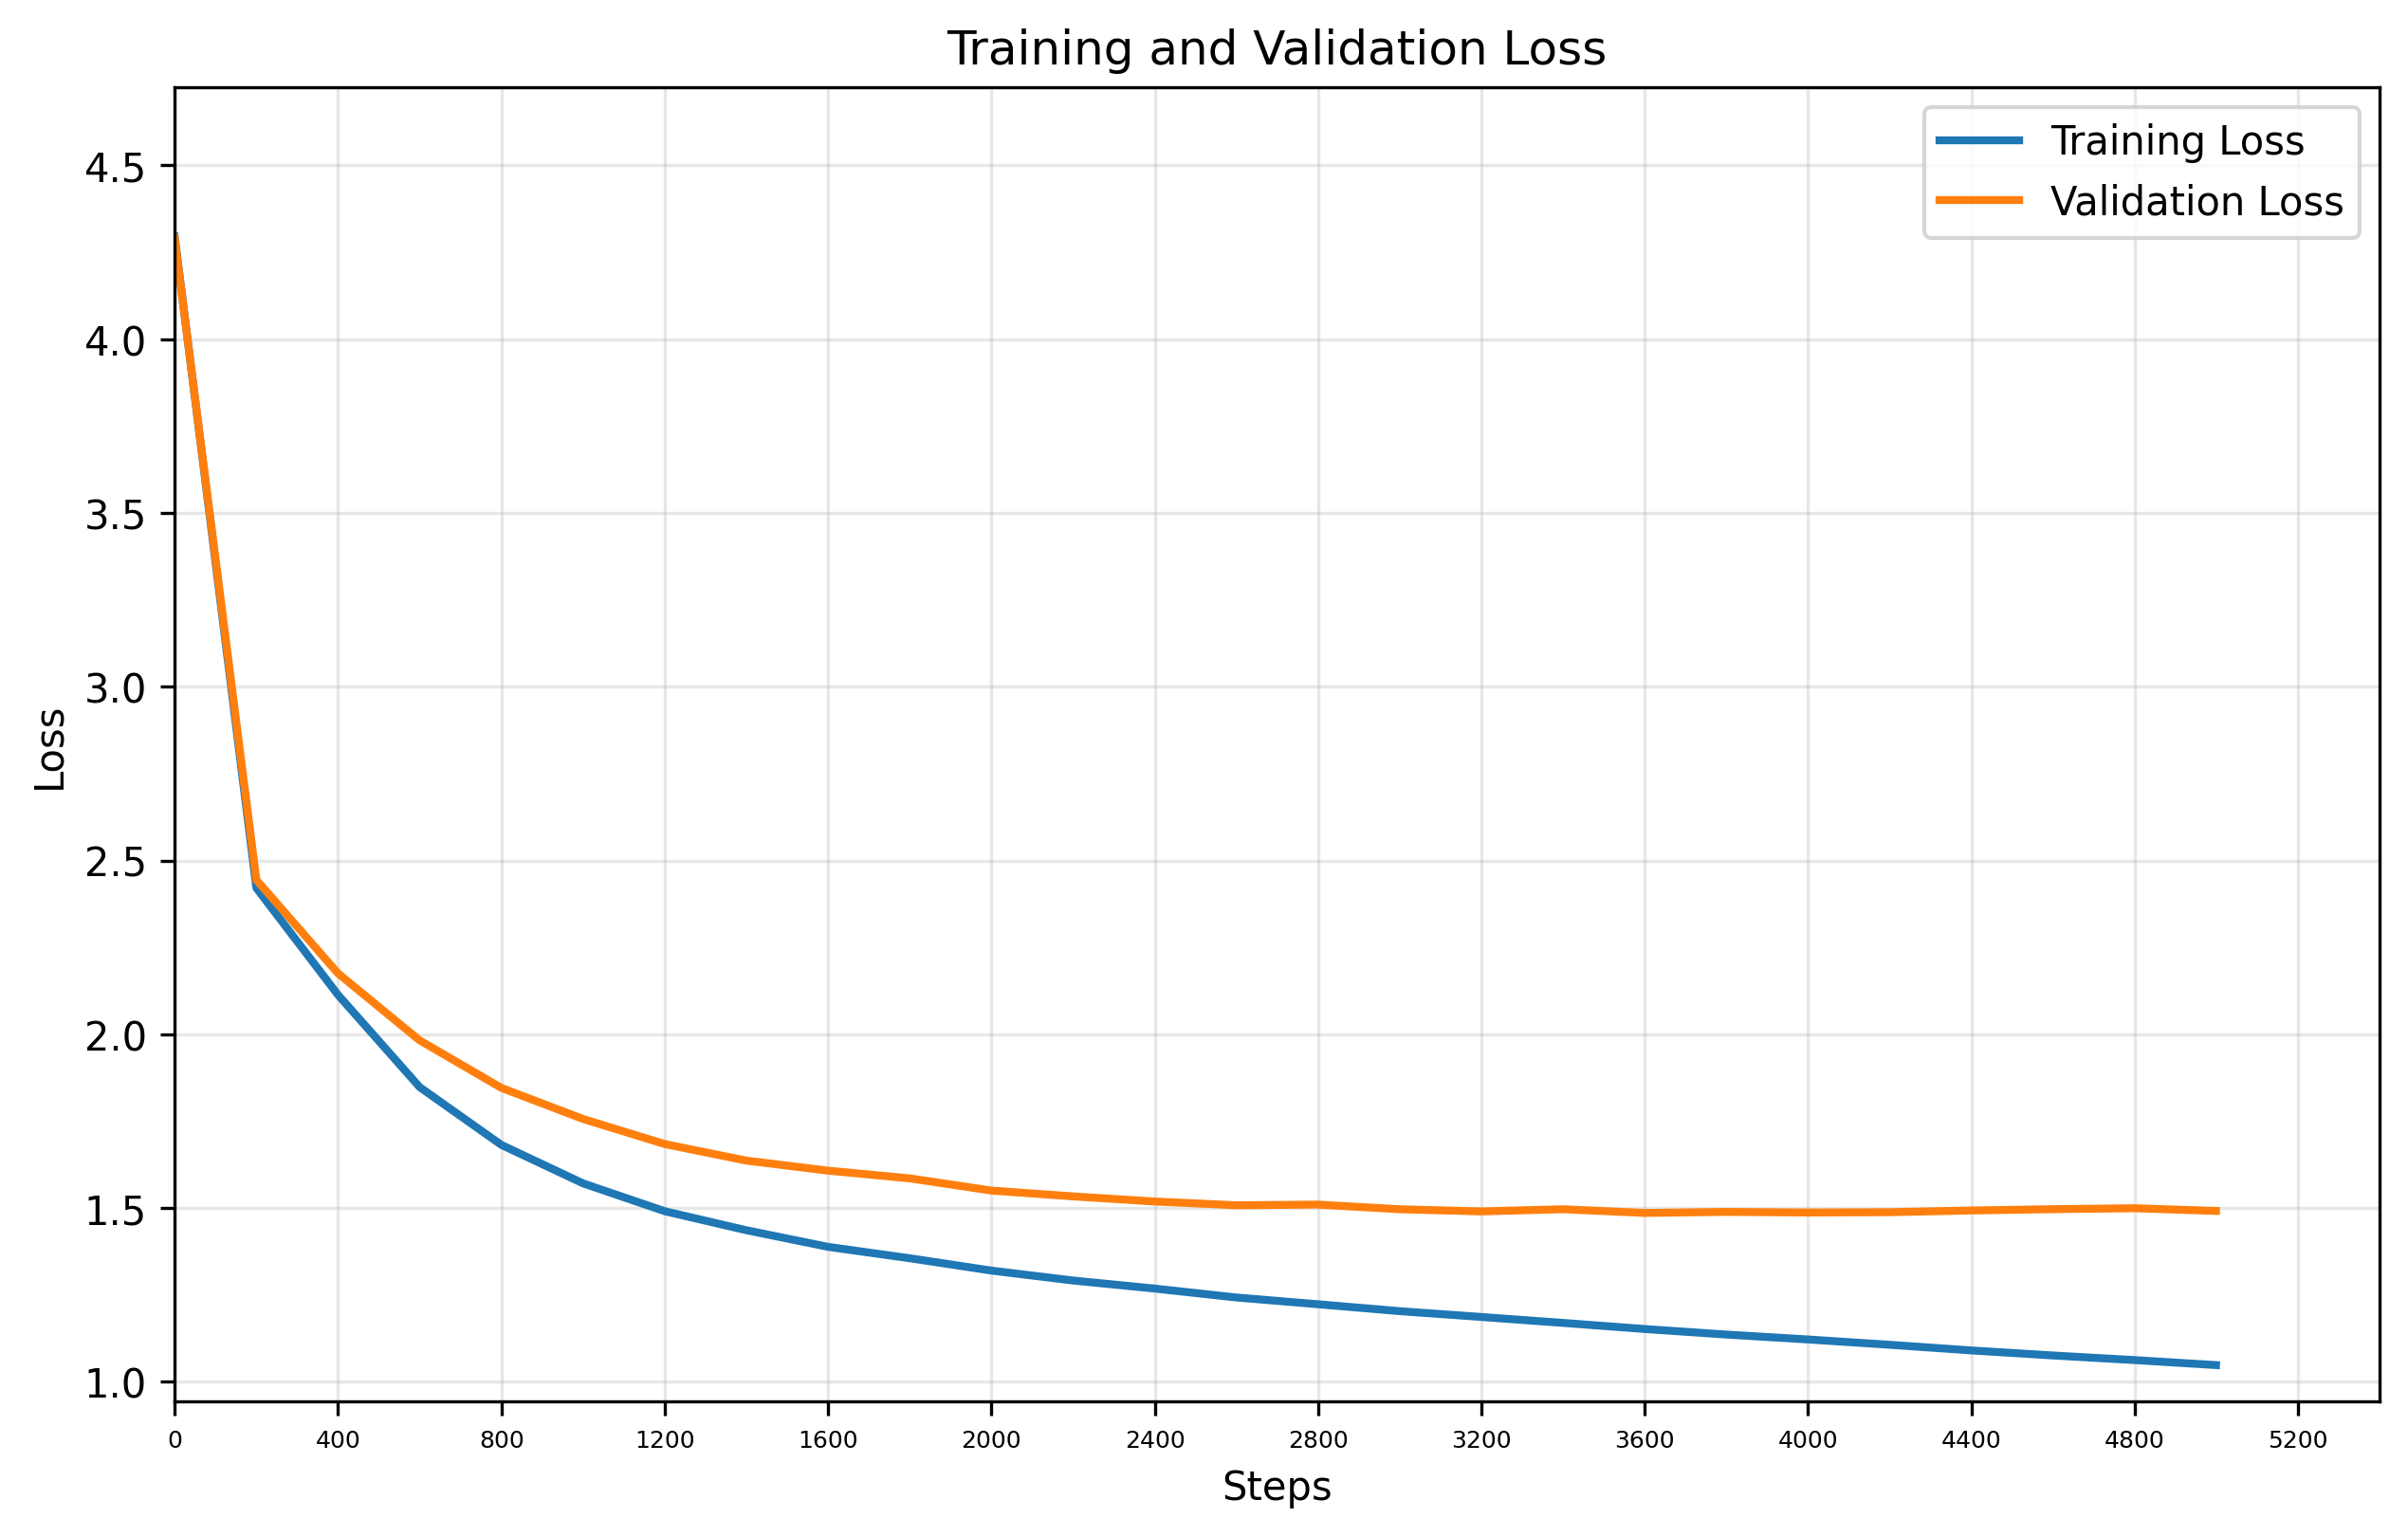 Training and Validation Loss
Training Loss
Validation Loss
4.5
4.0
3.5
3.0
2.5
2.0
1.5
1.0
Loss
0 400 800 1200 1600 2000 2400 2800 3200 3600 4000 4400 4800 5200
Steps